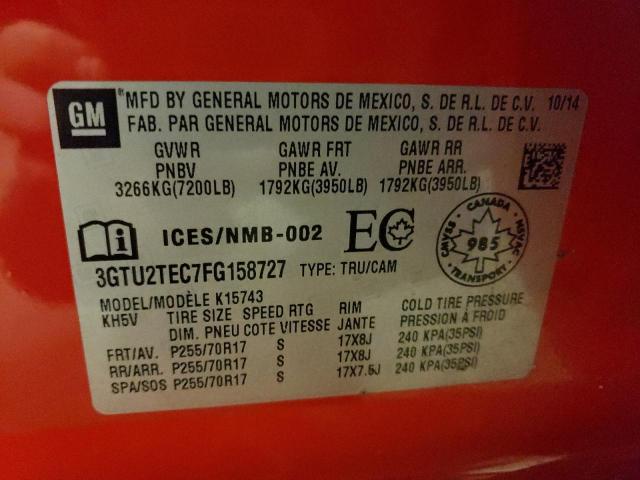 GM
MFD BY GENERAL MOTORS DE MEXICO, S. DE R.L. DE C.V. 10/14
FAB. PAR GENERAL MOTORS DE MEXICO, S. DE R.L. DE C.V.
GVWR GAWR FRT GAWR RR
PNBV PNBE AV. PNBE ARR.
3266KG(7200LB) 1792KG(3950LB) 1792KG(3950LB)
i ICES/NMB-002 EC
CANADA
985
CMVSS NSVAC
3GTU2TEC7FG158727 TYPE: TRU/CAM
MODEL/MODÈLE K15743
KH5V TIRE SIZE SPEED RTG RIM COLD TIRE PRESSURE
DIM. PNEU COTE VITESSE JANTE PRESSION À FROID
FRT/AV. P255/70R17 S 17X8J 240 KPA(35PSI)
RR/ARR. P255/70R17 S 17X8J 240 KPA(35PSI)
SPA/SOS P255/70R17 S 17X7.5J 240 KPA(35PSI)